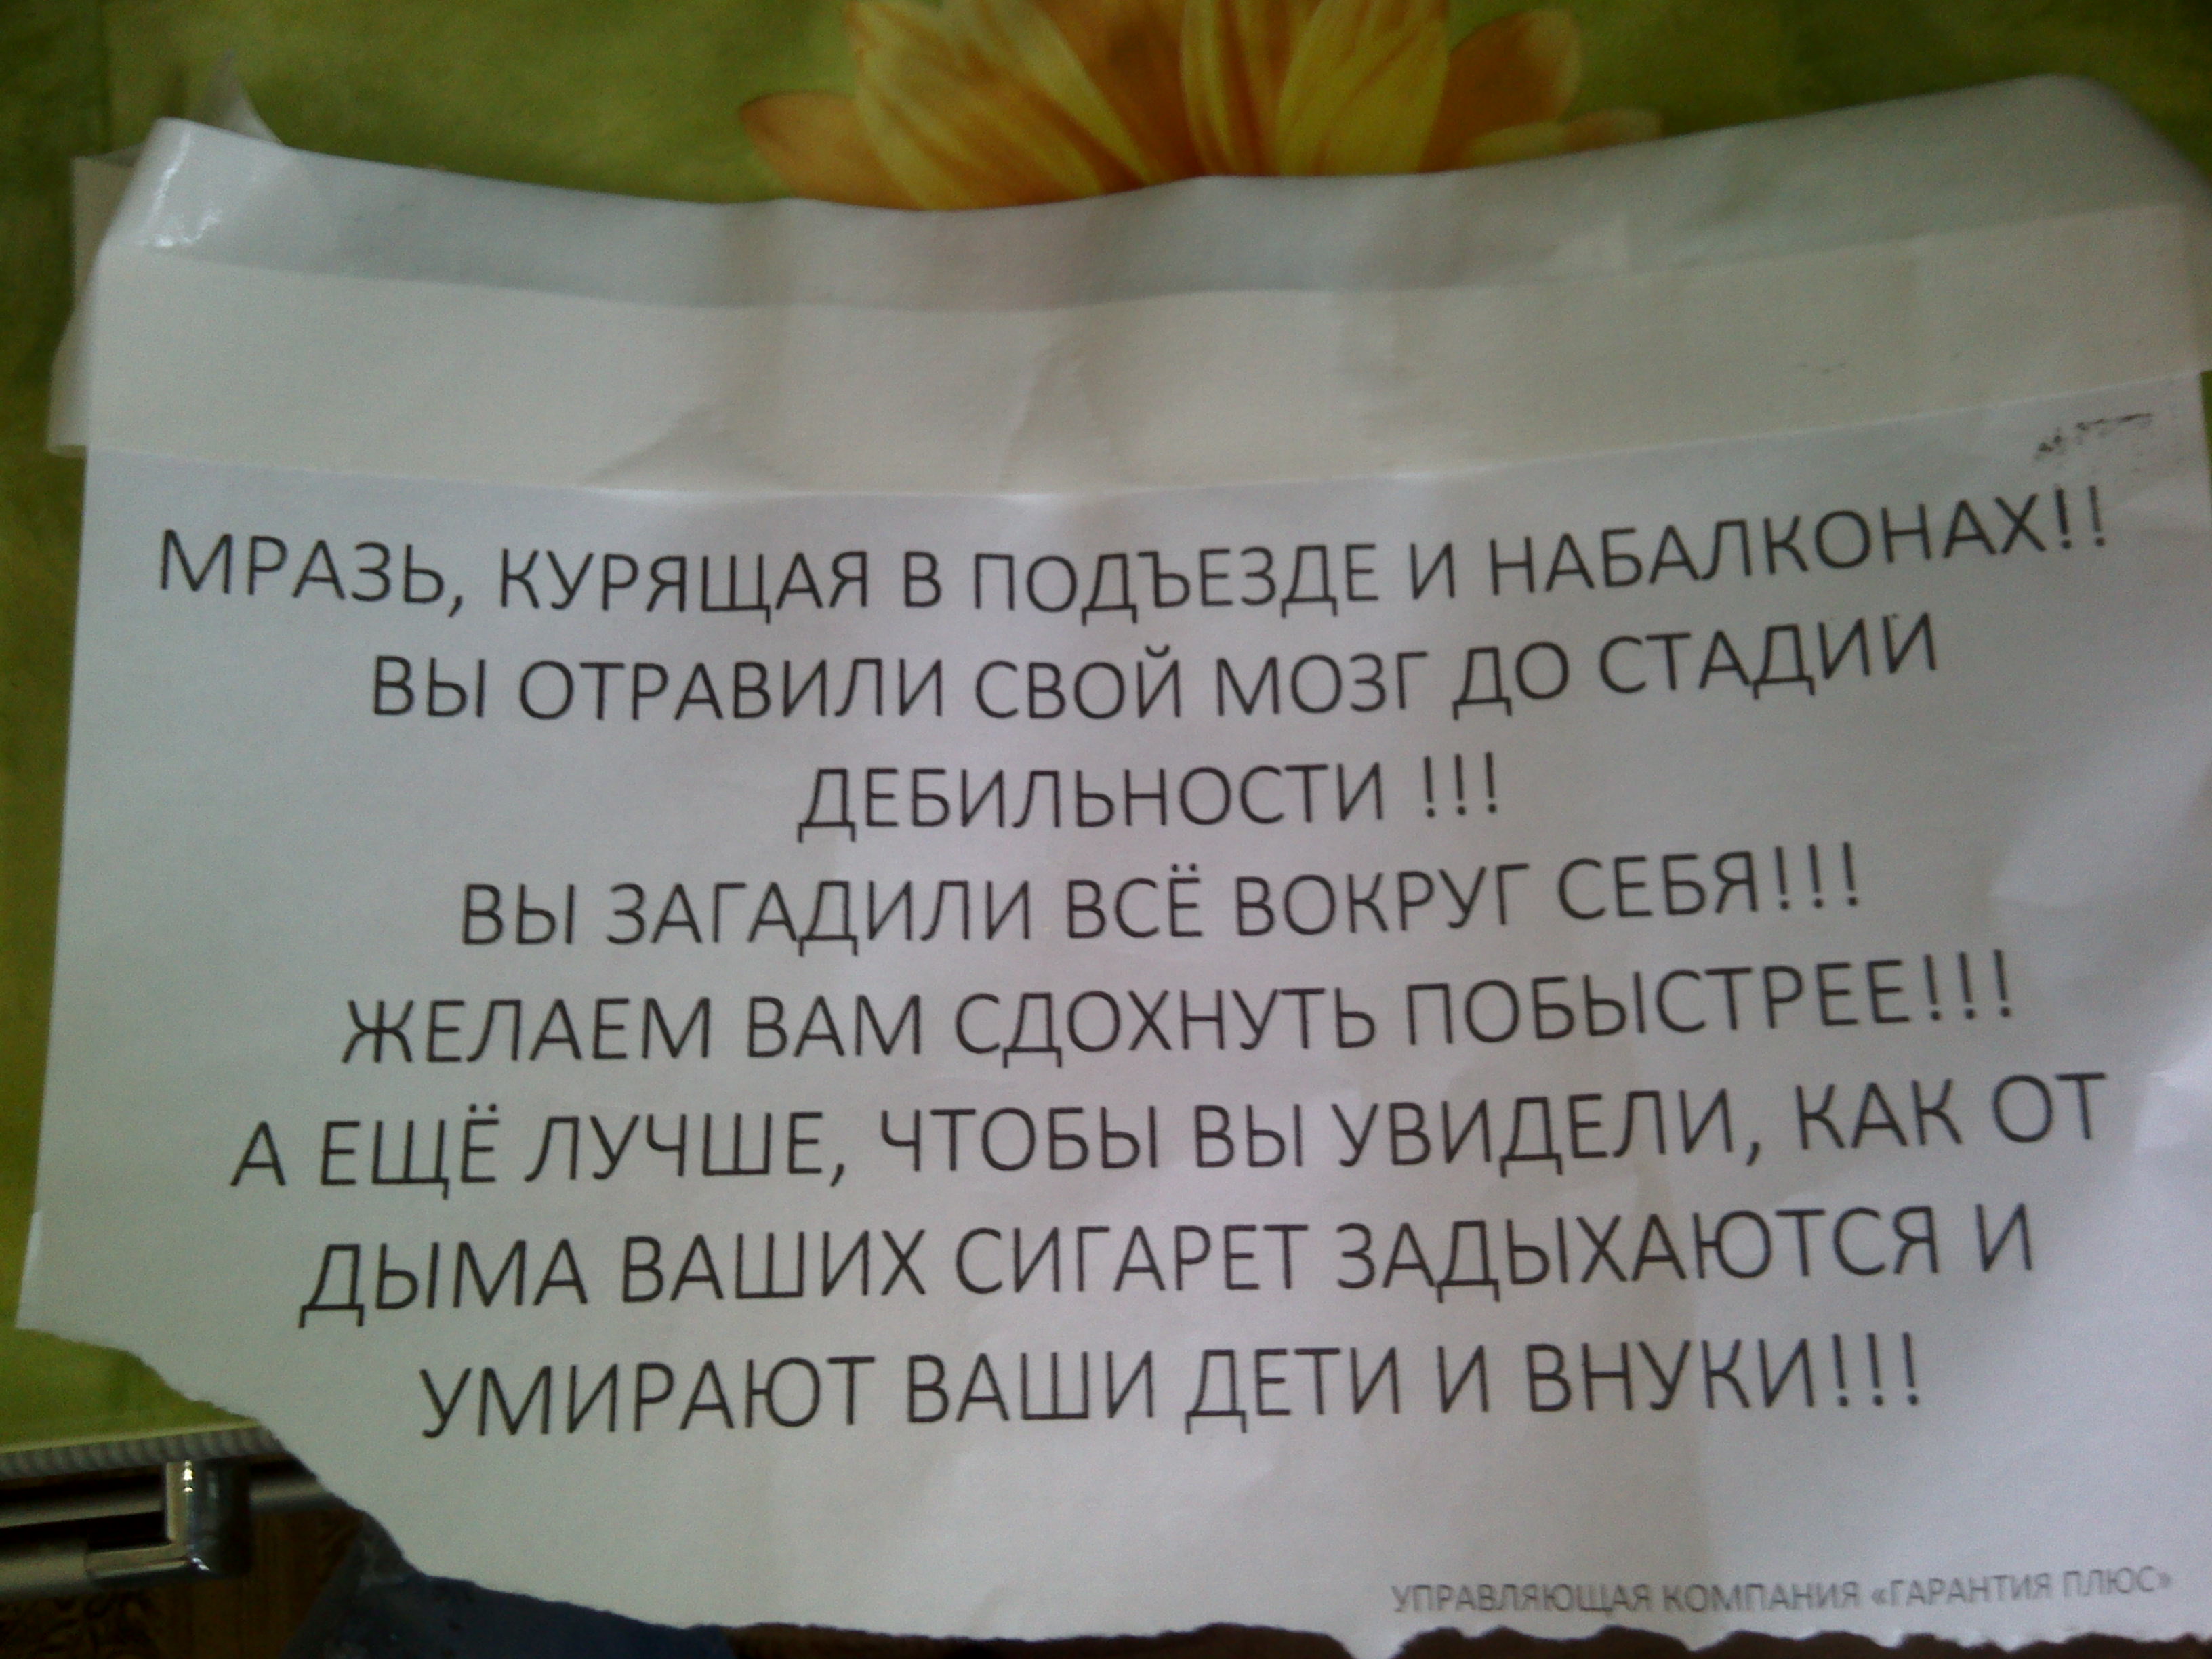 МРАЗЬ, КУРЯЩАЯ В ПОДЪЕЗДЕ И НАБАЛКОНАХ!!
ВЫ ОТРАВИЛИ СВОЙ МОЗГ ДО СТАДИИ
ДЕБИЛЬНОСТИ !!!
ВЫ ЗАГАДИЛИ ВСЁ ВОКРУГ СЕБЯ!!!
ЖЕЛАЕМ ВАМ СДОХНУТЬ ПОБЫСТРЕЕ!!!
А ЕЩЁ ЛУЧШЕ, ЧТОБЫ ВЫ УВИДЕЛИ, КАК ОТ
ДЫМА ВАШИХ СИГАРЕТ ЗАДЫХАЮТСЯ И
УМИРАЮТ ВАШИ ДЕТИ И ВНУКИ!!!
УПРАВЛЯЮЩАЯ КОМПАНИЯ «ГАРАНТИЯ ПЛЮС»